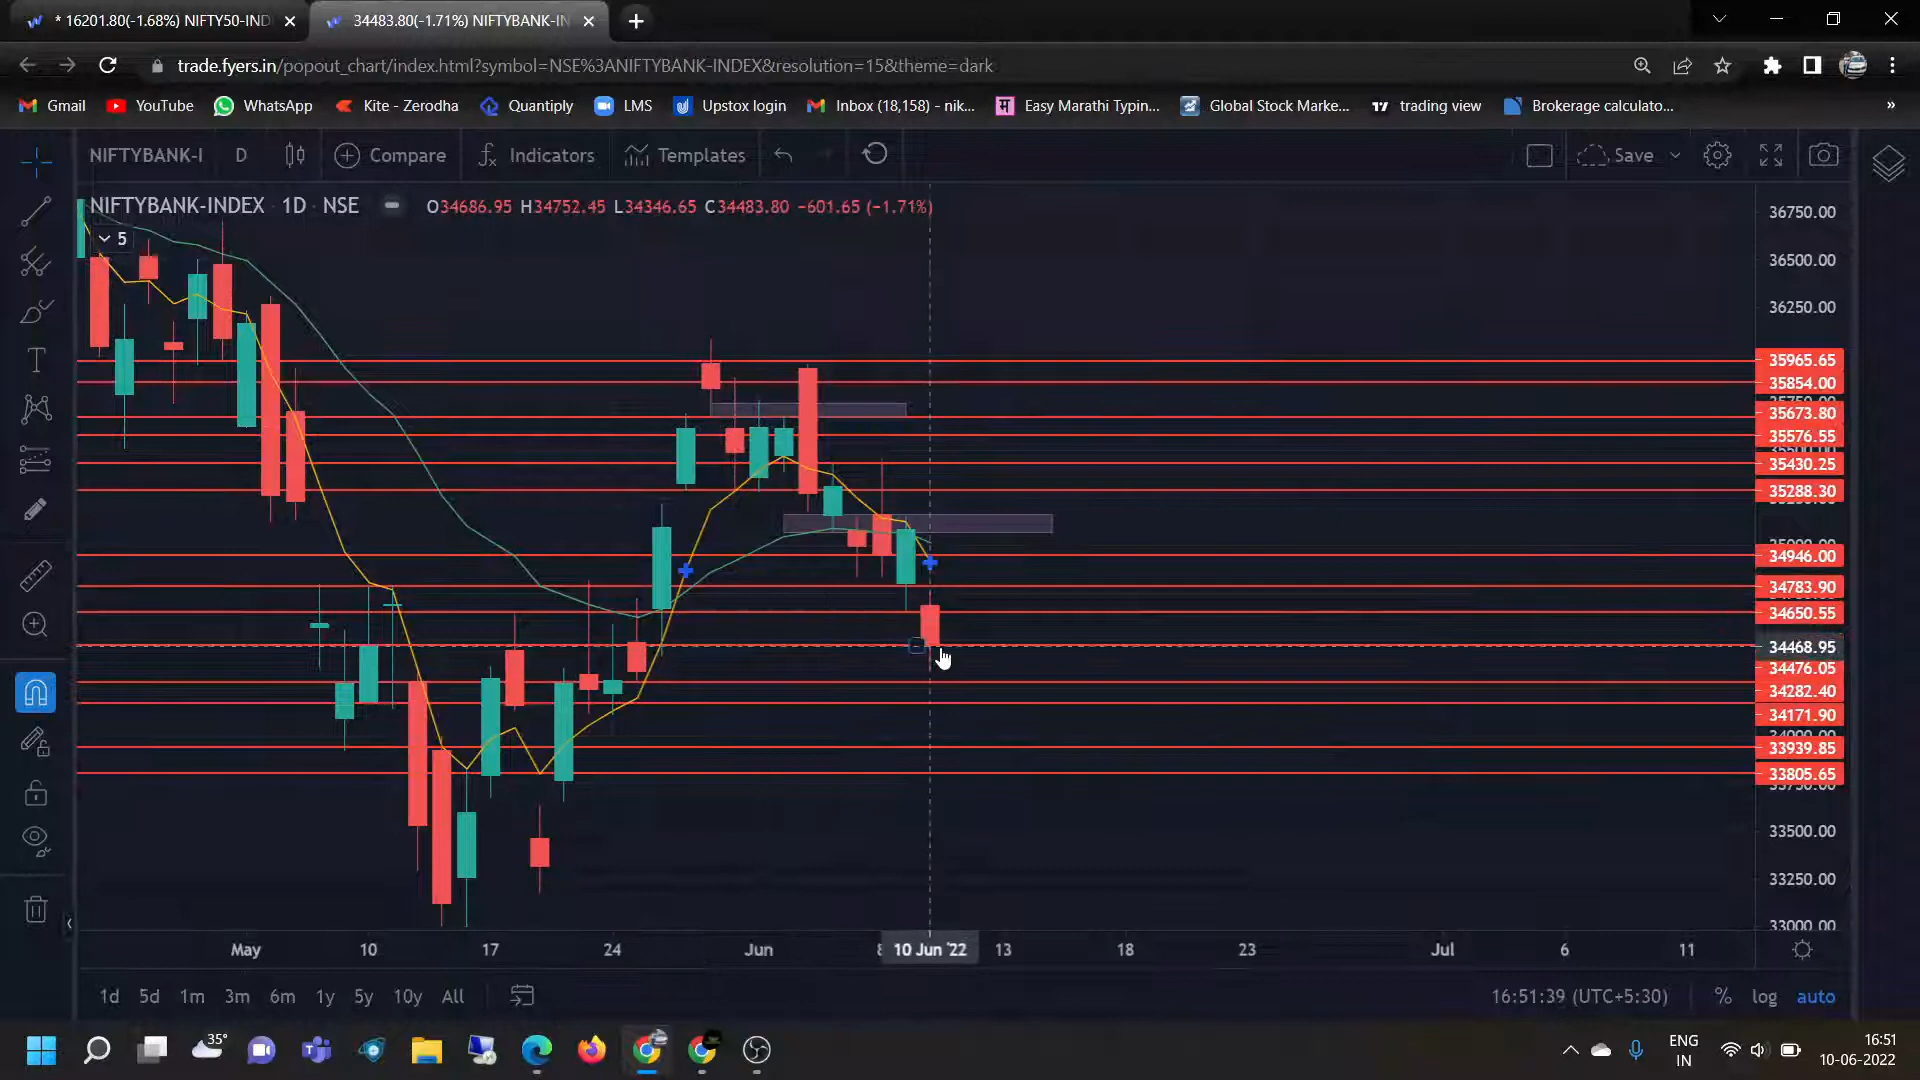 * 16201.80(-1.68%) NIFTY50-IND
34483.80(-1.71%) NIFTYBANK-IN
trade.fyers.in/popout_chart/index.html?symbol=NSE%3ANIFTYBANK-INDEX&resolution=15&theme=dark
Gmail YouTube WhatsApp Kite - Zerodha Quantiply LMS Upstox login Inbox (18,158) - nik... Easy Marathi Typin... Global Stock Marke... trading view Brokerage calculato... »
NIFTYBANK-I D Compare Indicators Templates Save
NIFTYBANK-INDEX · 1D · NSE O34686.95 H34752.45 L34346.65 C34483.80 -601.65 (-1.71%)
5
36750.00
36500.00
36250.00
35965.65
35854.00
35673.80
35576.55
35430.25
35288.30
34946.00
34783.90
34650.55
34468.95
34476.05
34282.40
34171.90
33939.85
33805.65
33500.00
33250.00
33000.00
May 10 17 24 Jun 10 Jun '22 13 18 23 Jul 6 11
1d 5d 1m 3m 6m 1y 5y 10y All 16:51:39 (UTC+5:30) % log auto
35°
ENG
IN
16:51
10-06-2022